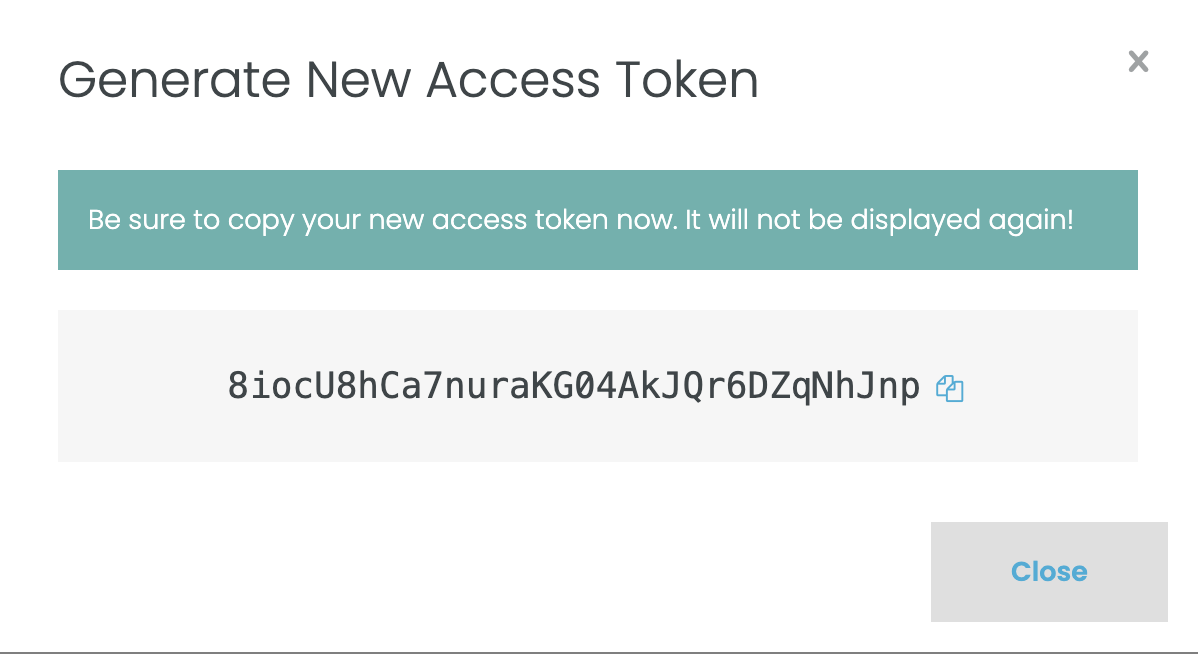 Generate New Access Token
Be sure to copy your new access token now. It will not be displayed again!
8iocU8hCa7nuraKG04AkJQr6DZqNhJnp
Close